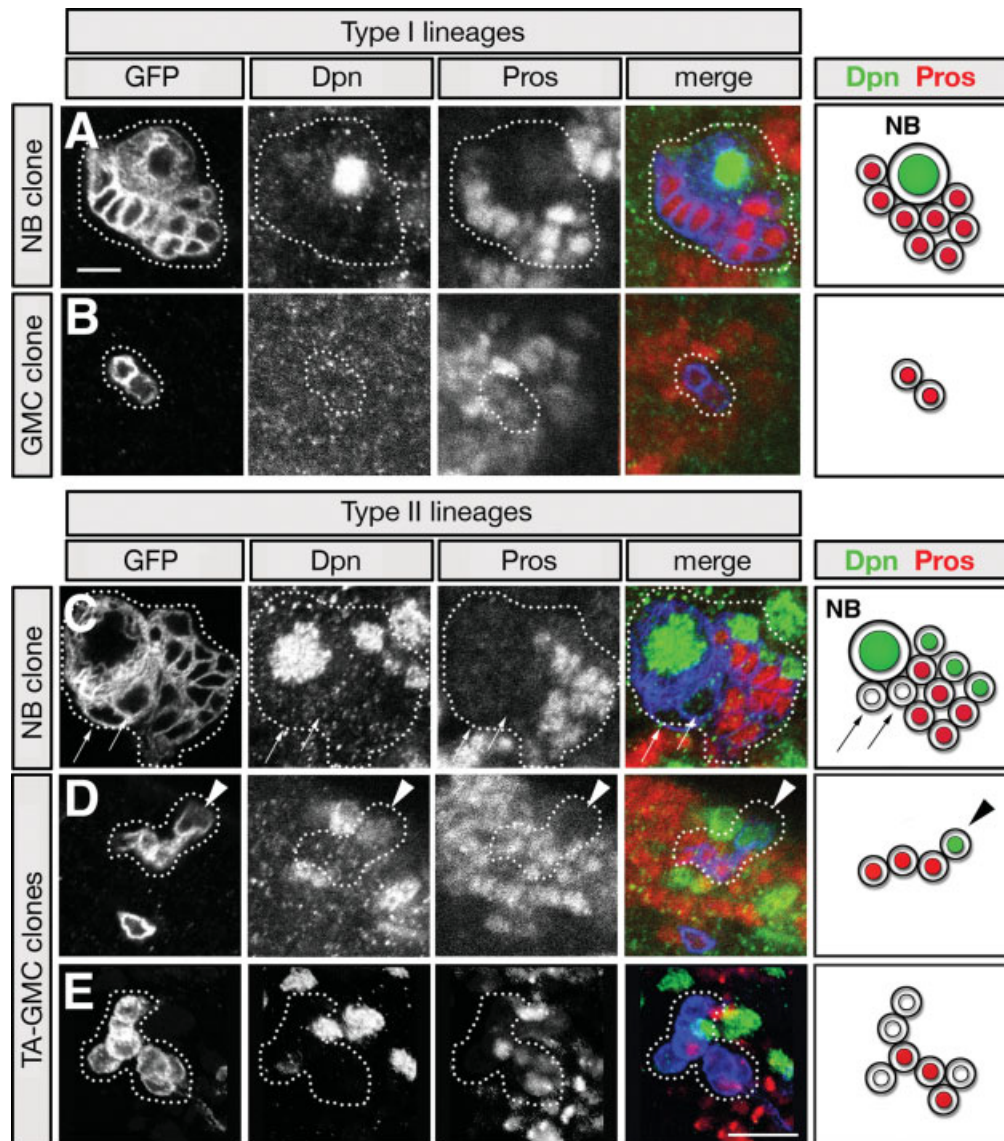 Type I lineages
GFP Dpn Pros merge Dpn Pros
NB clone
A
NB
GMC clone
B
Type II lineages
GFP Dpn Pros merge Dpn Pros
NB clone
C
NB
TA-GMC clones
D
E